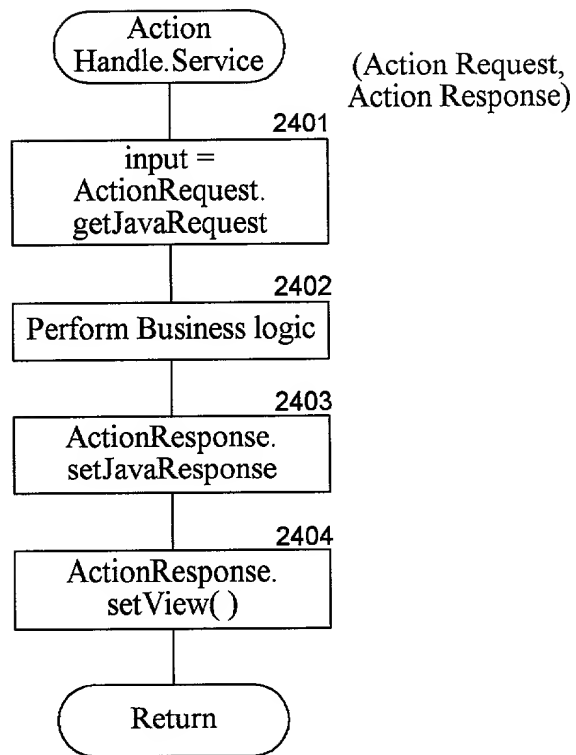 Action
Handle.Service
(Action Request,
Action Response)
2401
input =
ActionRequest.
getJavaRequest
2402
Perform Business logic
2403
ActionResponse.
setJavaResponse
2404
ActionResponse.
setView( )
Return